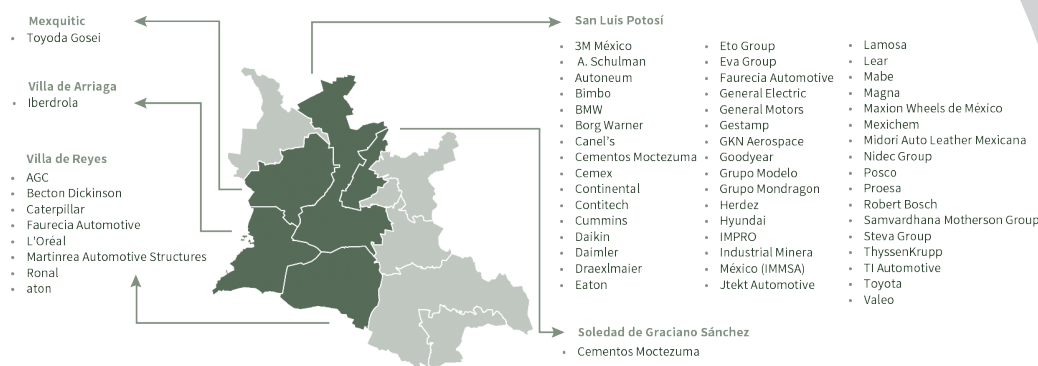 Mexquitic
Toyoda Gosei
Villa de Arriaga
Iberdrola
Villa de Reyes
AGC
Becton Dickinson
Caterpillar
Faurecia Automotive
L'Oréal
Martinrea Automotive Structures
Ronal
aton
San Luis Potosí
3M México
A. Schulman
Autoneum
Bimbo
BMW
Borg Warner
Canel's
Cementos Moctezuma
Cemex
Continental
Contitech
Cummins
Daikin
Daimler
Draexlmaier
Eaton
Eto Group
Eva Group
Faurecia Automotive
General Electric
General Motors
Gestamp
GKN Aerospace
Goodyear
Grupo Modelo
Grupo Mondragon
Herdez
Hyundai
IMPRO
Industrial Minera
México (IMMSA)
Jtekt Automotive
Lamosa
Lear
Mabe
Magna
Maxion Wheels de México
Mexichem
Midori Auto Leather Mexicana
Nidec Group
Posco
Proesa
Robert Bosch
Samvardhana Motherson Group
Steva Group
ThyssenKrupp
TI Automotive
Toyota
Valeo
Soledad de Graciano Sánchez
Cementos Moctezuma